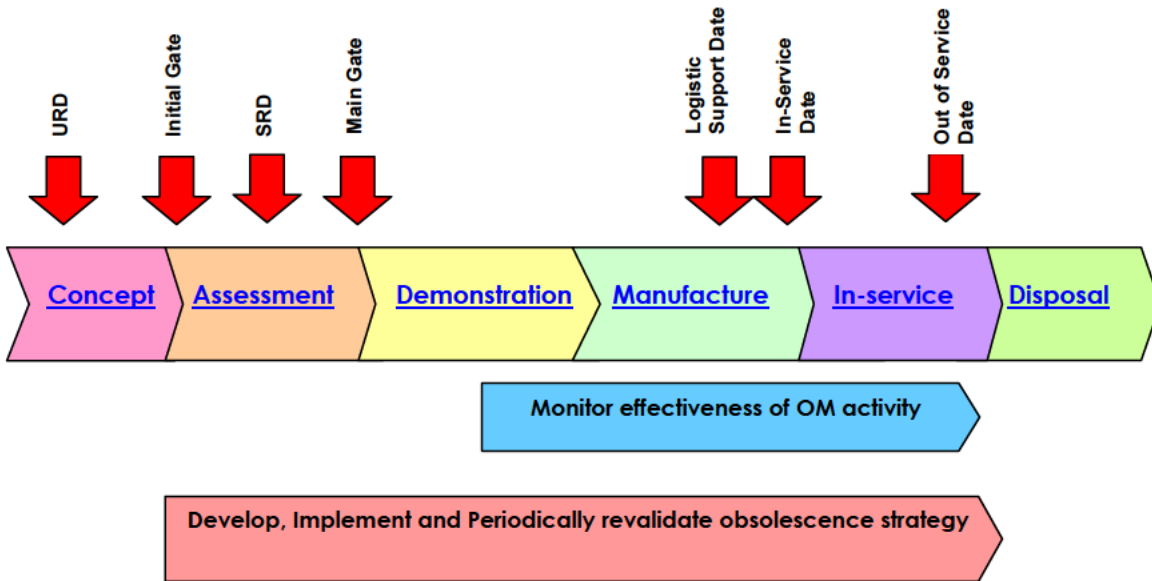 URD
Initial Gate
SRD
Main Gate
Logistic
Support Date
In-Service
Date
Out of Service
Date
Concept
Assessment
Demonstration
Manufacture
In-service
Disposal
Monitor effectiveness of OM activity
Develop, Implement and Periodically revalidate obsolescence strategy